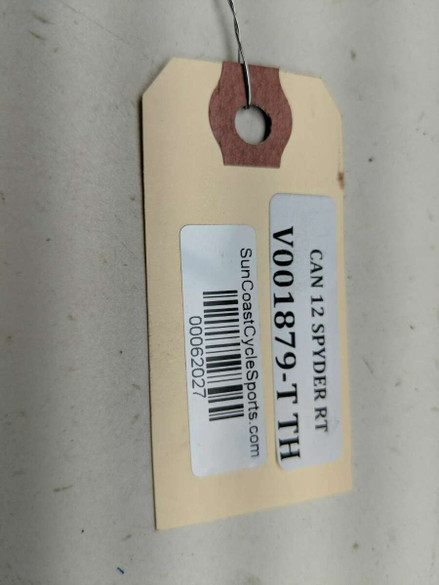 CAN 12 SPYDER RT
V001879-T TH
SunCoastCycleSports.com
00062027